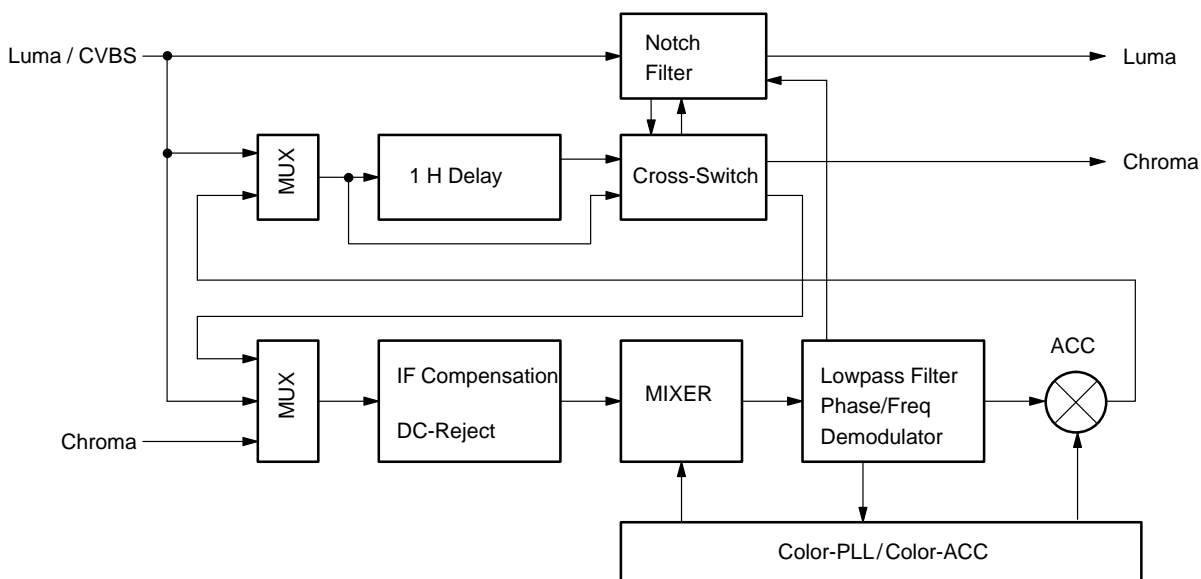 Luma / CVBS
Notch
Filter
Luma
MUX
1 H Delay
Cross-Switch
Chroma
ACC
MUX
IF Compensation
DC-Reject
MIXER
Lowpass Filter
Phase/Freq
Demodulator
Chroma
Color-PLL/Color-ACC